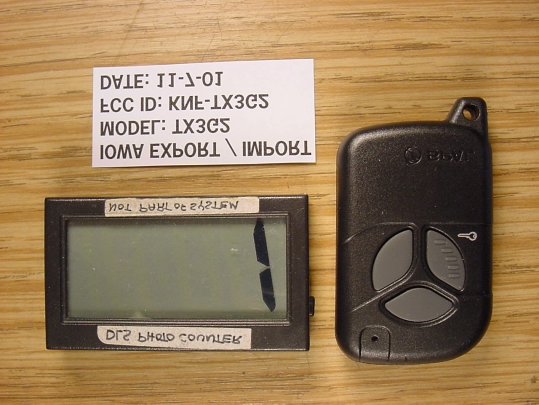 DLS PHOTO COUNTER
1
NOT PART OF SYSTEM
IOWA EXPORT / IMPORT
MODEL: TX3G2
FCC ID: KNF-TX3G2
DATE: 11-7-01